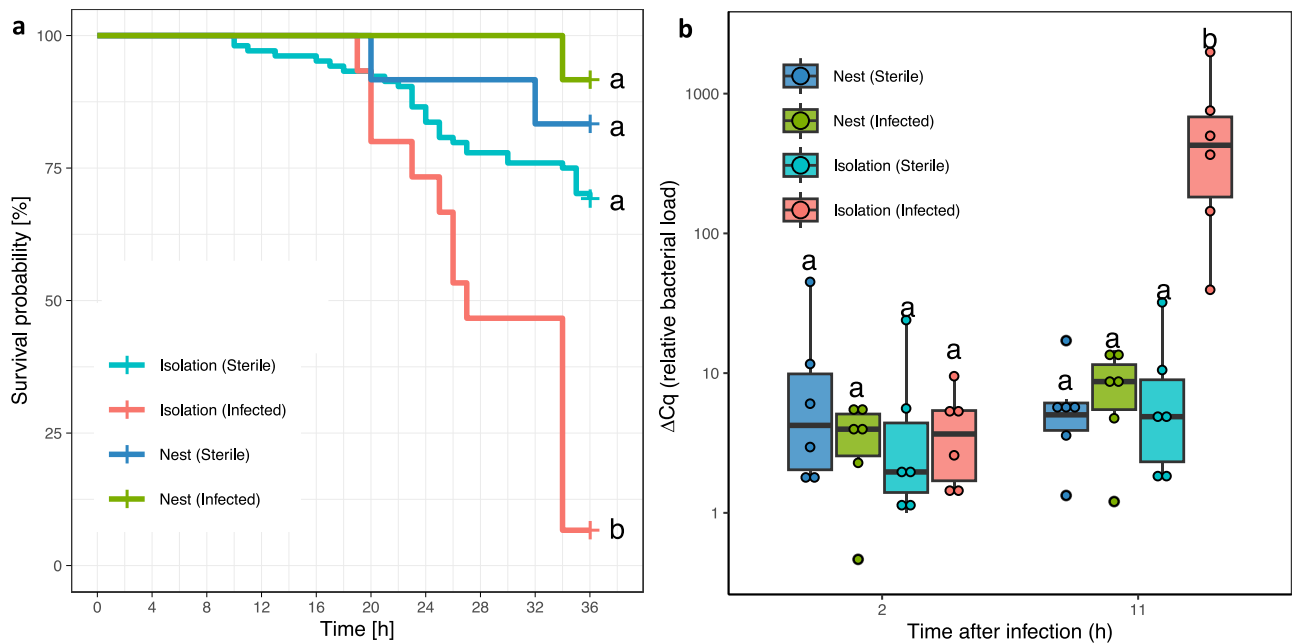 a
Survival probability [%]
100
75
50
25
0
a
a
a
b
Isolation (Sterile)
Isolation (Infected)
Nest (Sterile)
Nest (Infected)
0 4 8 12 16 20 24 28 32 36
Time [h]
b
ΔCq (relative bacterial load)
1000
100
10
1
Nest (Sterile)
Nest (Infected)
Isolation (Sterile)
Isolation (Infected)
a
a
a
a
a
a
a
b
2 11
Time after infection (h)